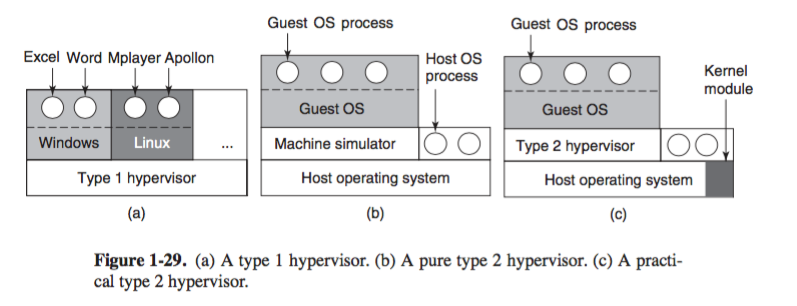 Guest OS process
Guest OS process
Excel Word Mplayer Apollon
Host OS
process
Kernel
module
Guest OS
Guest OS
Windows
Linux
...
Machine simulator
Type 2 hypervisor
Type 1 hypervisor
Host operating system
Host operating system
(a)
(b)
(c)
Figure 1-29. (a) A type 1 hypervisor. (b) A pure type 2 hypervisor. (c) A practi-
cal type 2 hypervisor.